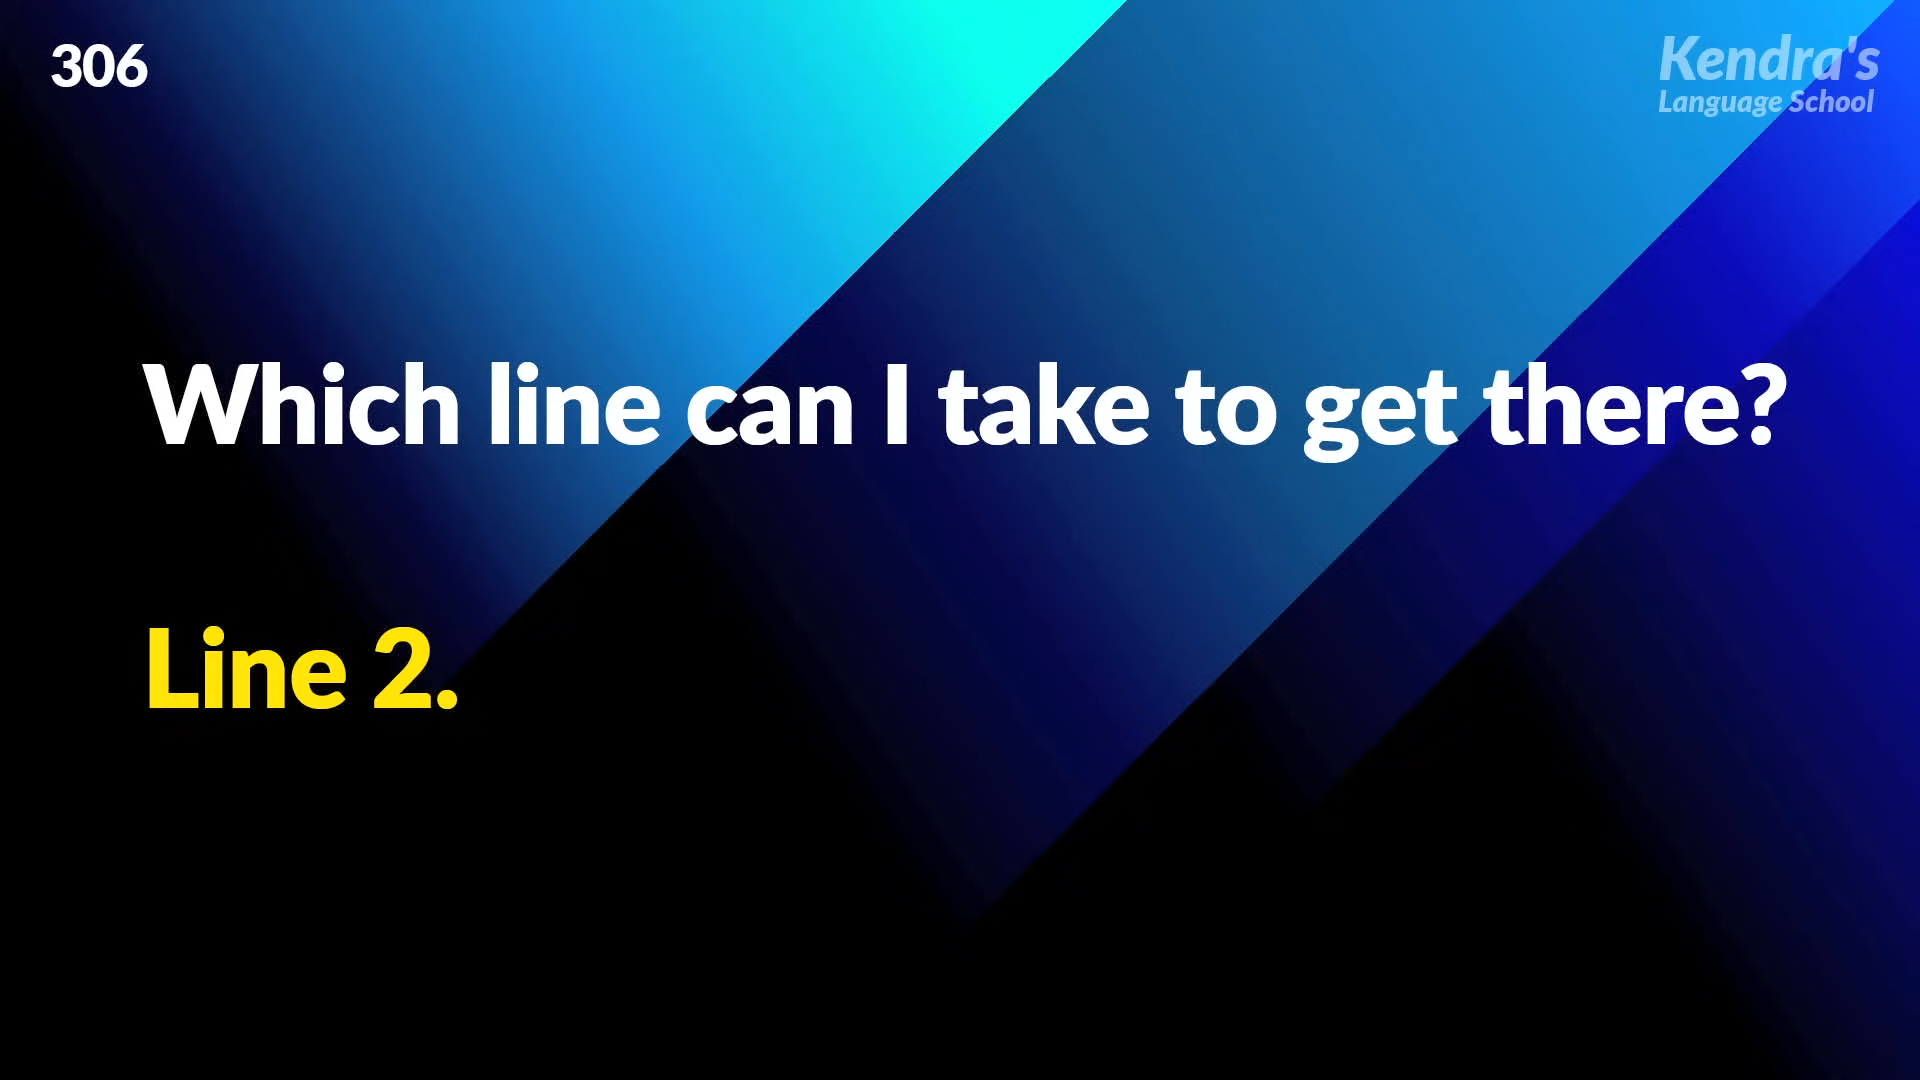 306
Kendra's
Language School
Which line can I take to get there?
Line 2.